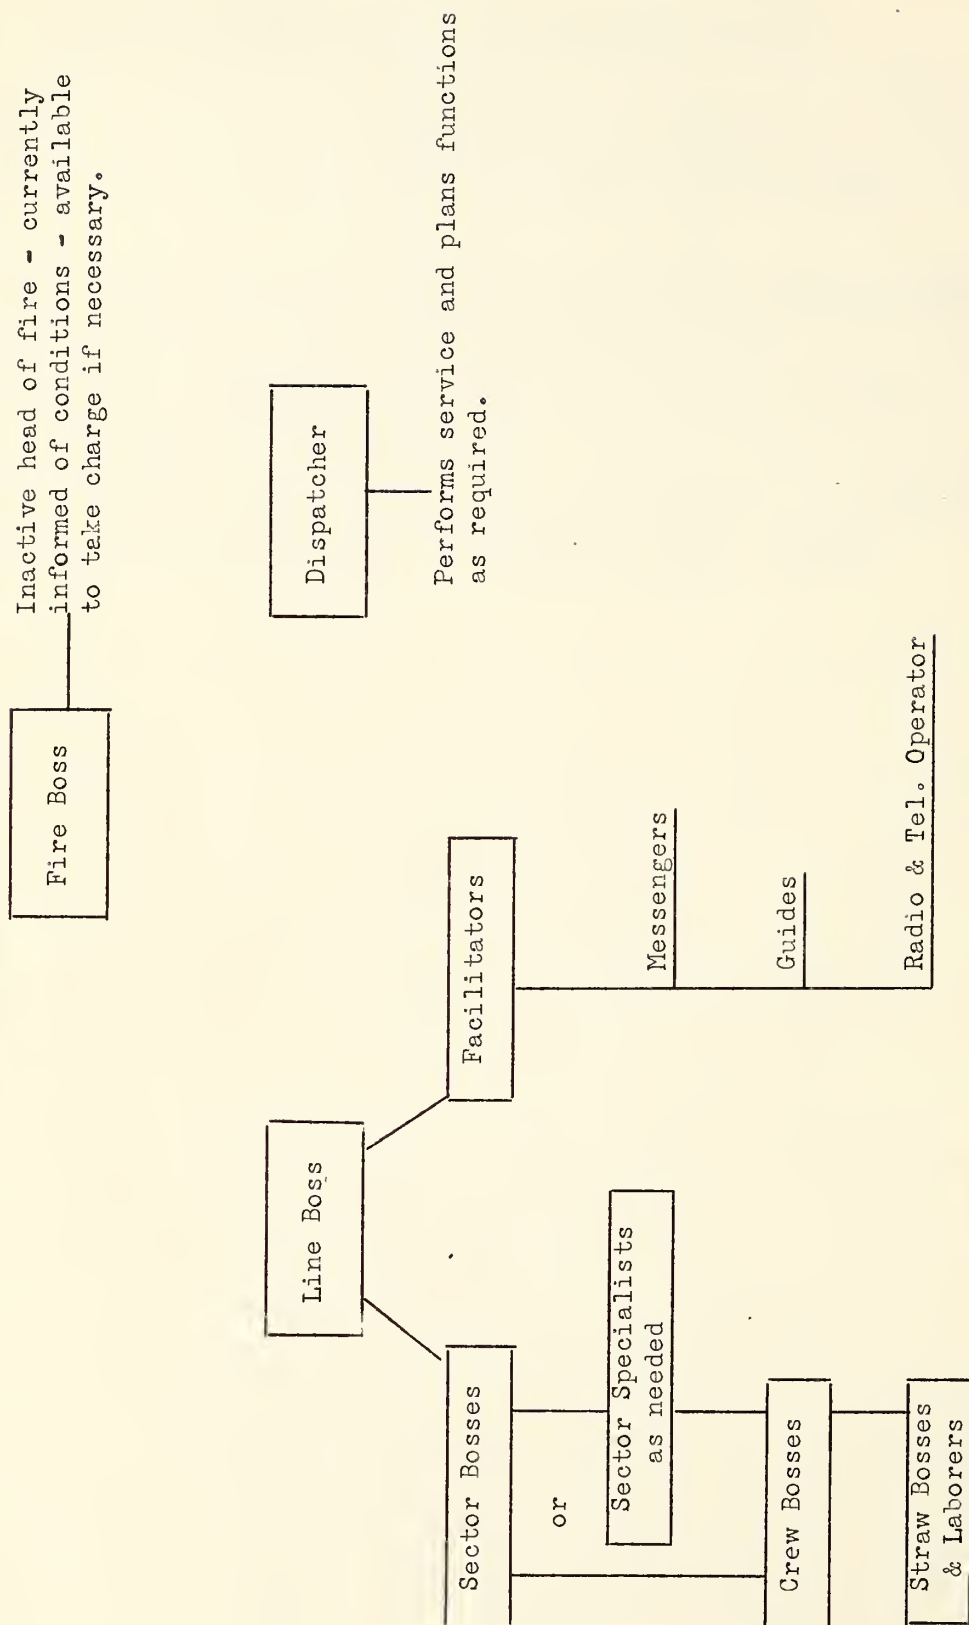 Fire Boss
Inactive head of fire - currently
informed of conditions - available
to take charge if necessary.
Line Boss
Dispatcher
Performs service and plans functions
as required.
Sector Bosses
Facilitators
or
Sector Specialists
as needed
Messengers
Crew Bosses
Guides
Straw Bosses
& Laborers
Radio & Tel. Operator